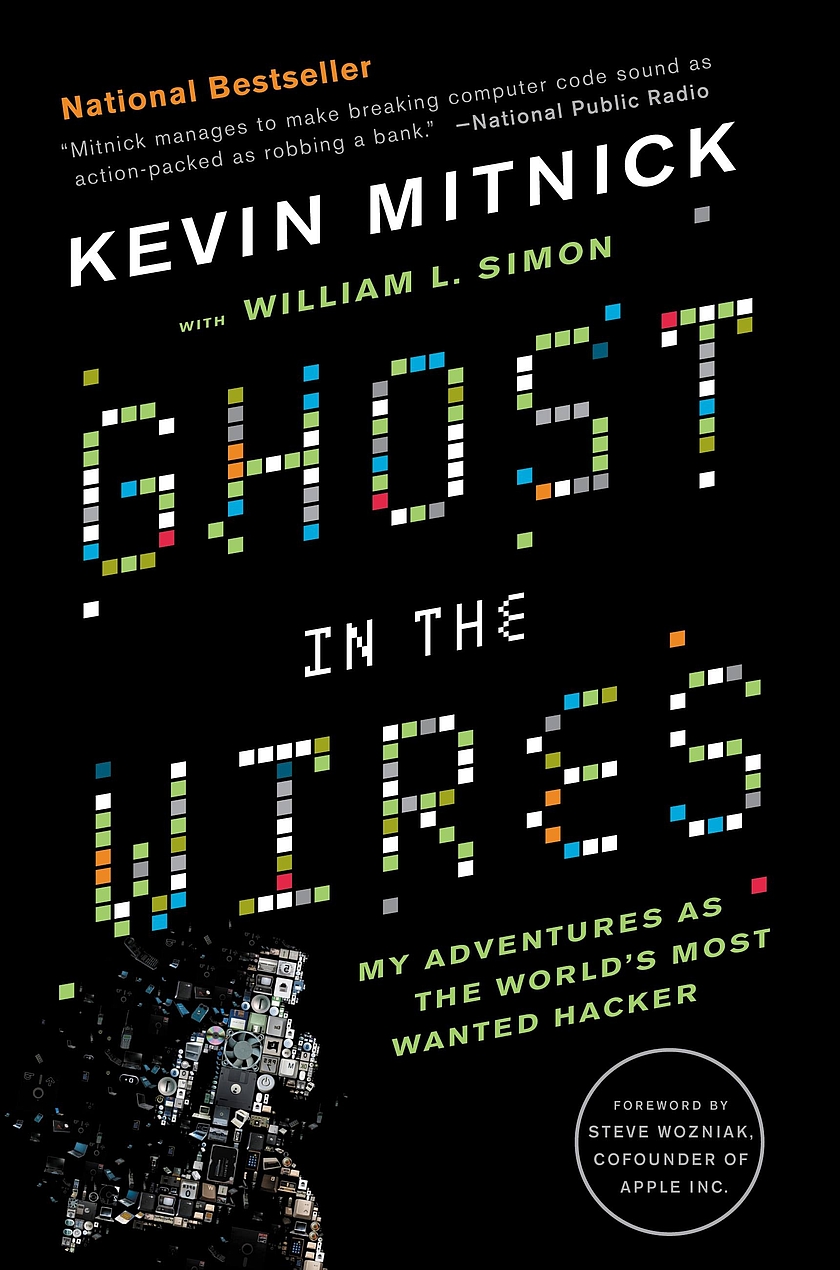 National Bestseller
“Mitnick manages to make breaking computer code sound as
action-packed as robbing a bank.” —National Public Radio
KEVIN MITNICK
WITH WILLIAM L. SIMON
GHOST
IN THE
WIRES
MY ADVENTURES AS
THE WORLD’S MOST
WANTED HACKER
FOREWORD BY
STEVE WOZNIAK,
COFOUNDER OF
APPLE INC.